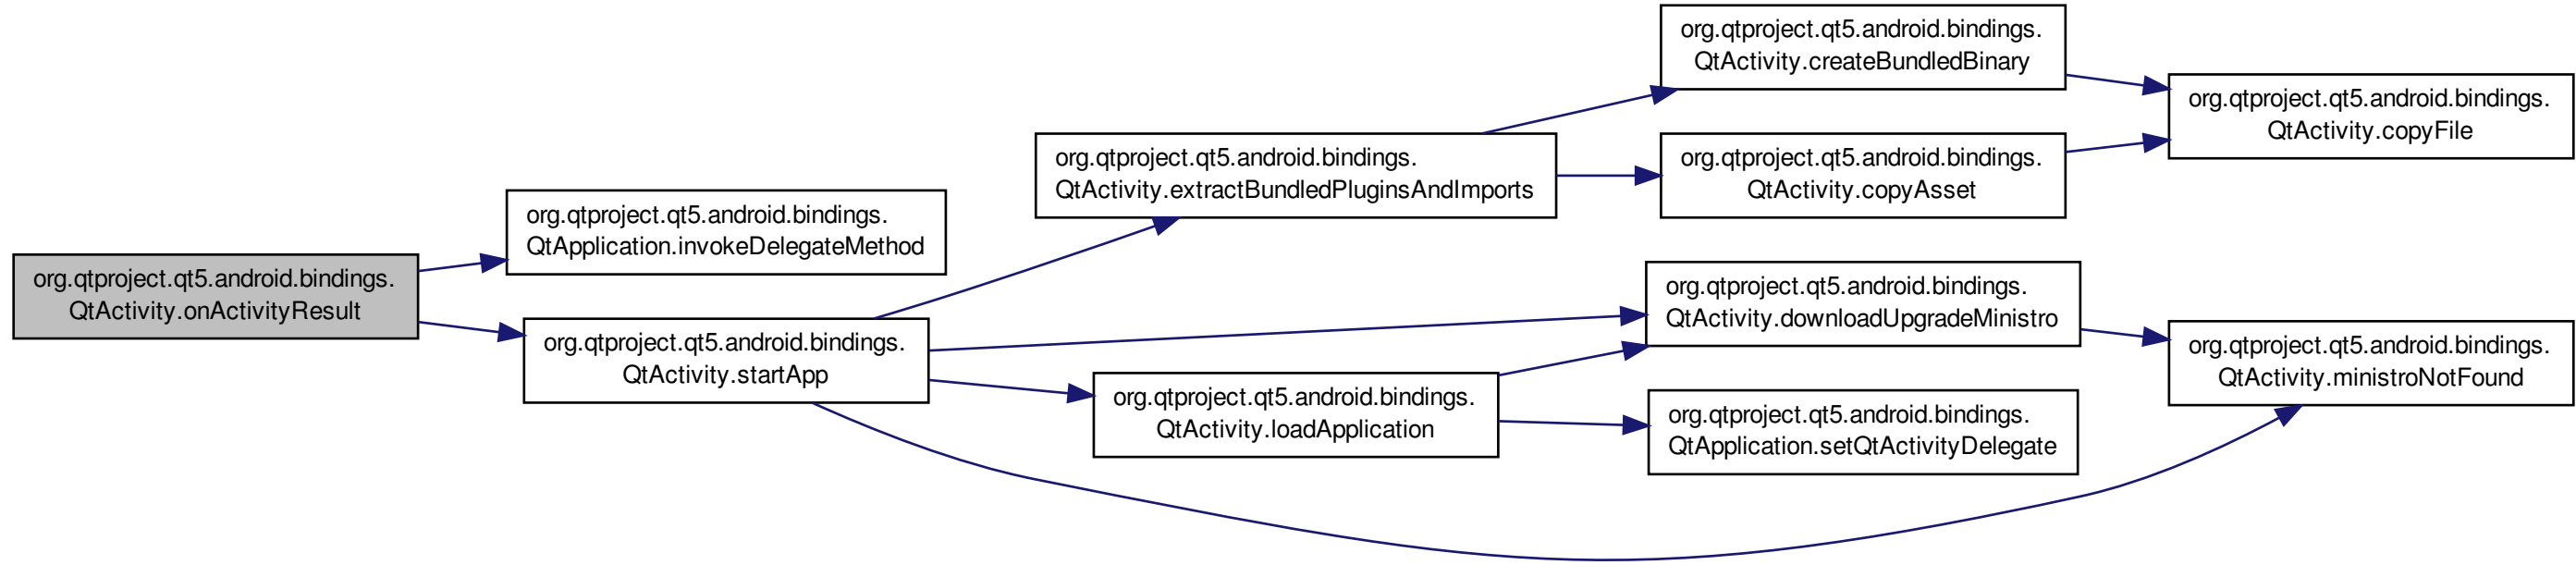 org.qtproject.qt5.android.bindings.
QtActivity.onActivityResult
org.qtproject.qt5.android.bindings.
QtApplication.invokeDelegateMethod
org.qtproject.qt5.android.bindings.
QtActivity.startApp
org.qtproject.qt5.android.bindings.
QtActivity.extractBundledPluginsAndImports
org.qtproject.qt5.android.bindings.
QtActivity.loadApplication
org.qtproject.qt5.android.bindings.
QtActivity.createBundledBinary
org.qtproject.qt5.android.bindings.
QtActivity.copyAsset
org.qtproject.qt5.android.bindings.
QtActivity.downloadUpgradeMinistro
org.qtproject.qt5.android.bindings.
QtApplication.setQtActivityDelegate
org.qtproject.qt5.android.bindings.
QtActivity.copyFile
org.qtproject.qt5.android.bindings.
QtActivity.ministroNotFound